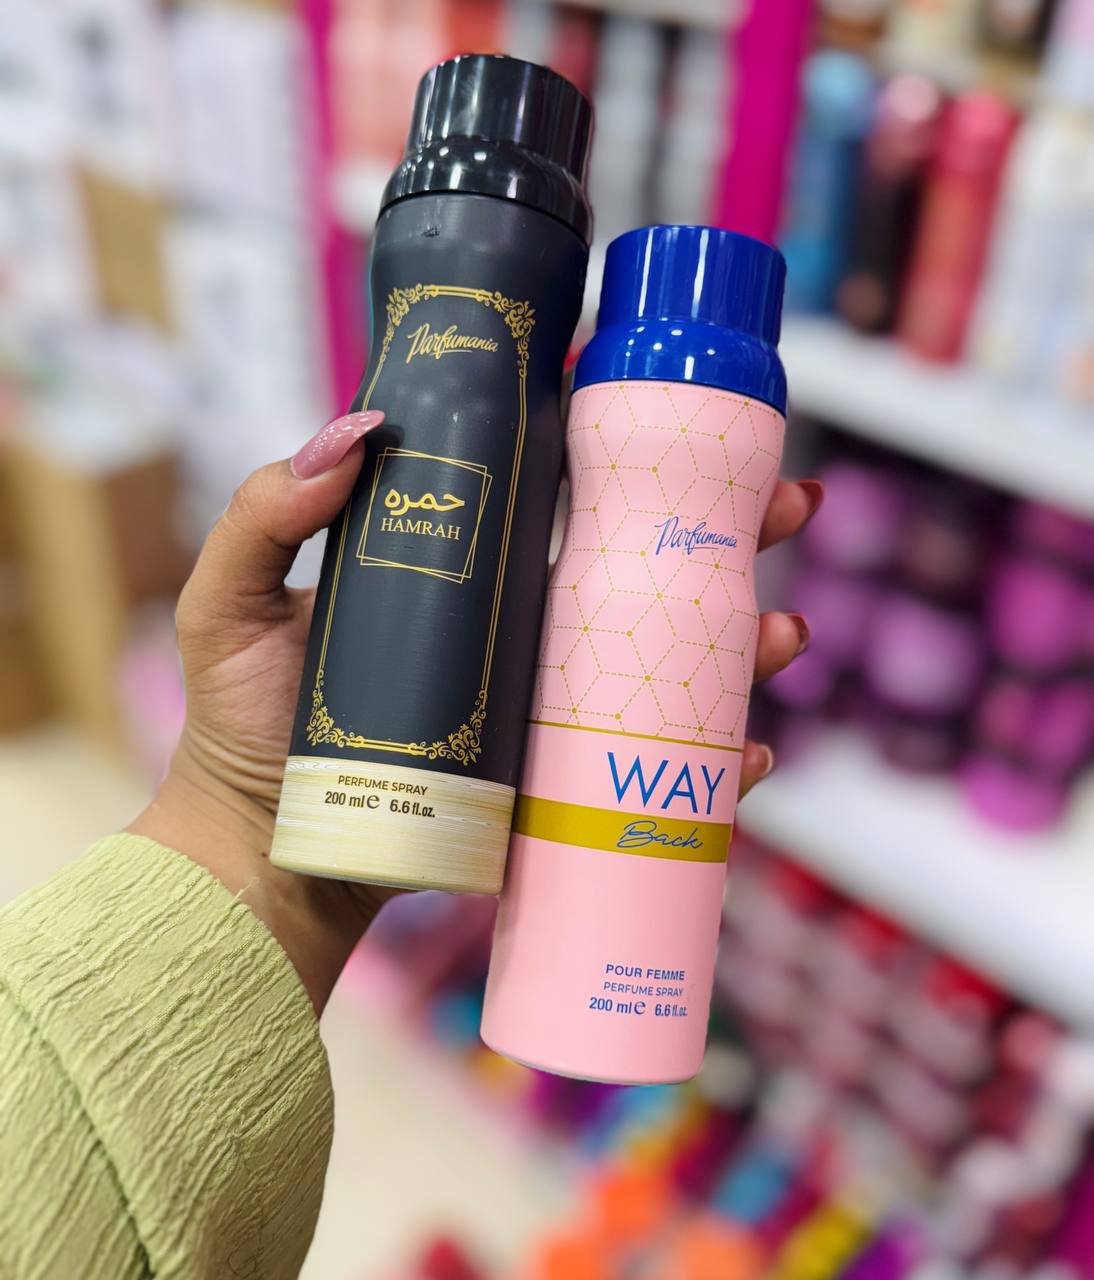 Parfumania
حمره
HAMRAH
PERFUME SPRAY
200 ml e 6.6 fl.oz.
Parfumania
WAY
Back
POUR FEMME
PERFUME SPRAY
200 ml e 6.6 fl.oz.